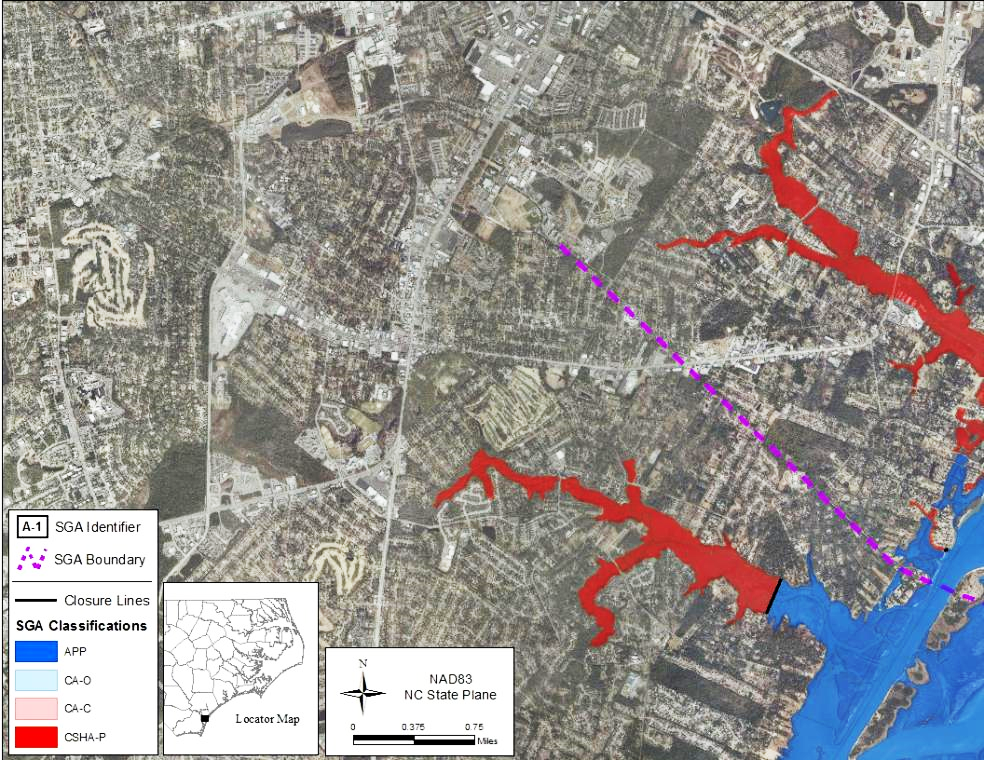 A-1 SGA Identifier
SGA Boundary
Closure Lines
SGA Classifications
APP
CA-O
CA-C
CSHA-P
Locator Map
N
NAD83
NC State Plane
0 0.375 0.75
Miles